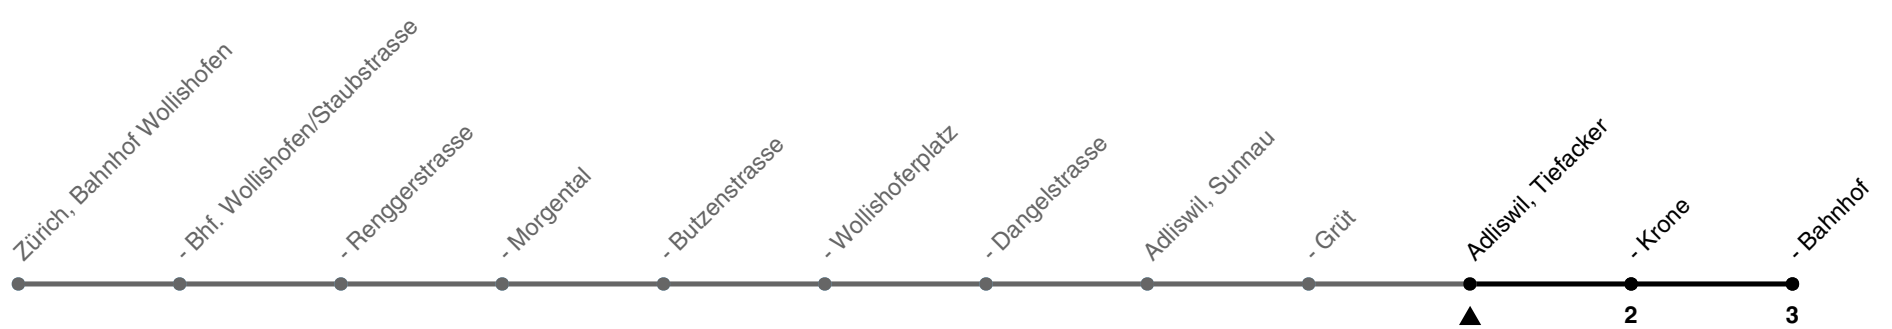 Zürich, Bahnhof Wollishofen
- Bhf. Wollishofen/Staubstrasse
- Renggerstrasse
- Morgental
- Butzenstrasse
- Wollishoferplatz
- Dangelstrasse
Adliswil, Sunnau
- Grüt
Adliswil, Tiefacker
- Krone
- Bahnhof
2
3